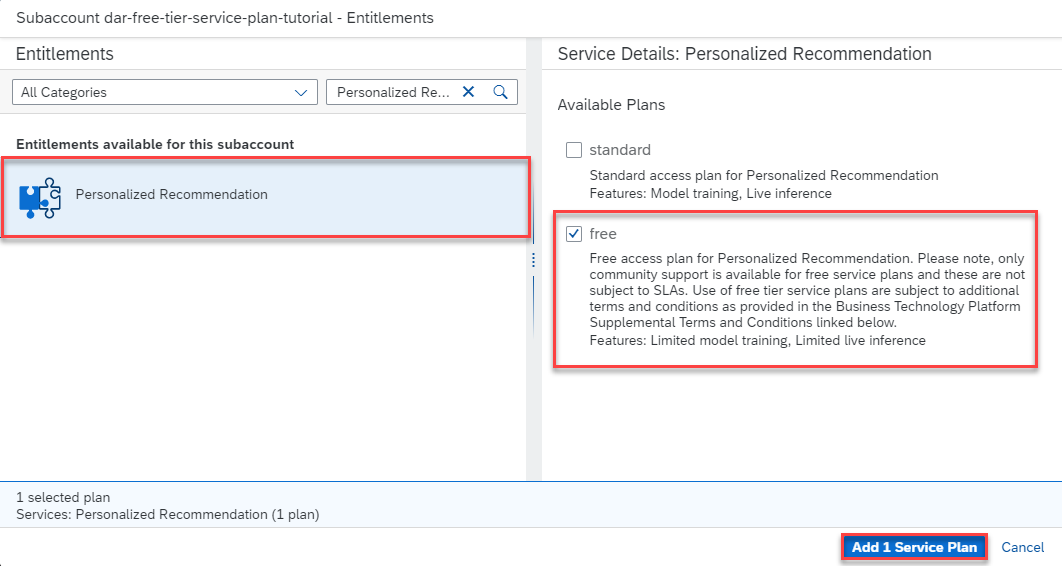 Subaccount dar-free-tier-service-plan-tutorial - Entitlements
Entitlements
All Categories
Personalized Re...
Entitlements available for this subaccount
Personalized Recommendation
Service Details: Personalized Recommendation
Available Plans
standard
Standard access plan for Personalized Recommendation
Features: Model training, Live inference
free
Free access plan for Personalized Recommendation. Please note, only
community support is available for free service plans and these are not
subject to SLAs. Use of free tier service plans are subject to additional
terms and conditions as provided in the Business Technology Platform
Supplemental Terms and Conditions linked below.
Features: Limited model training, Limited live inference
1 selected plan
Services: Personalized Recommendation (1 plan)
Add 1 Service Plan
Cancel